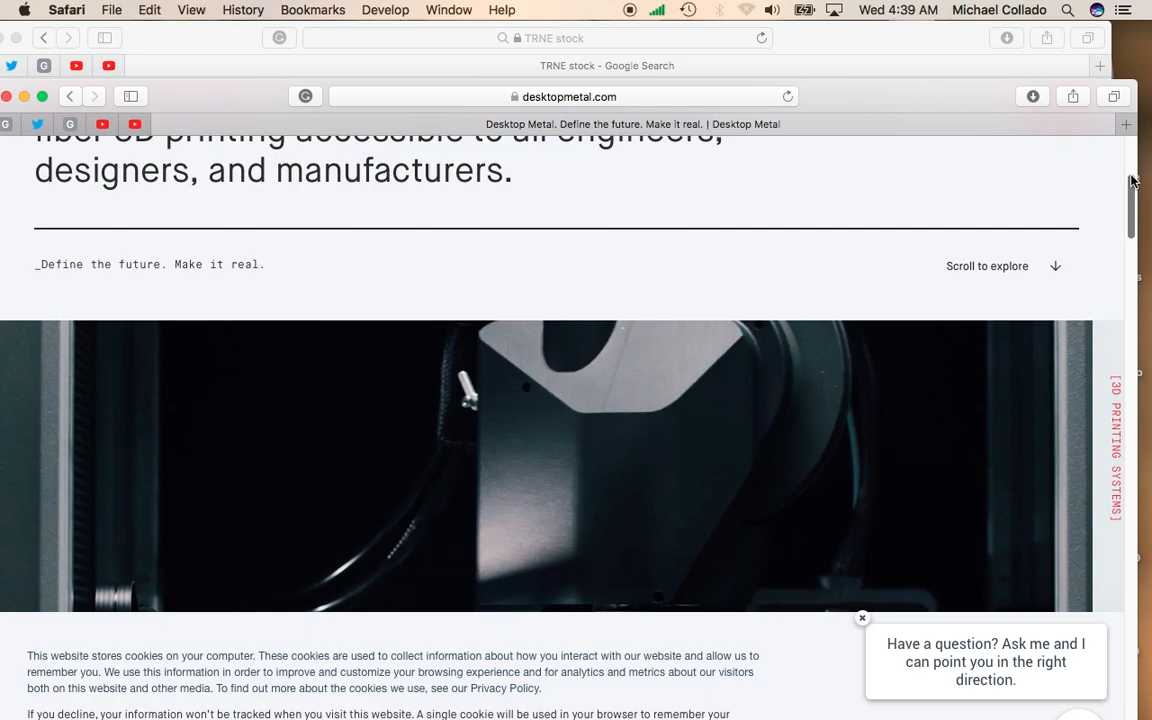 Safari File Edit View History Bookmarks Develop Window Help Wed 4:39 AM Michael Collado
TRNE stock
TRNE stock - Google Search
desktopmetal.com
Desktop Metal. Define the future. Make it real. | Desktop Metal
fiber 3D printing accessible to all engineers,
designers, and manufacturers.
_Define the future. Make it real.
Scroll to explore
[3D PRINTING SYSTEMS]
This website stores cookies on your computer. These cookies are used to collect information about how you interact with our website and allow us to
remember you. We use this information in order to improve and customize your browsing experience and for analytics and metrics about our visitors
both on this website and other media. To find out more about the cookies we use, see our Privacy Policy.
If you decline, your information won't be tracked when you visit this website. A single cookie will be used in your browser to remember your
Have a question? Ask me and I
can point you in the right
direction.